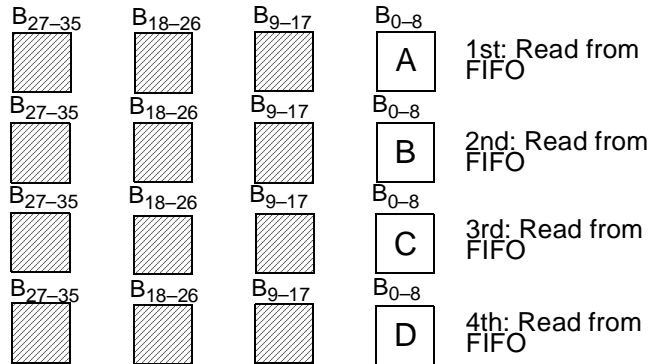 B27–35 B18–26 B9–17 B0–8
A 1st: Read from
FIFO
B27–35 B18–26 B9–17 B0–8
B 2nd: Read from
FIFO
B27–35 B18–26 B9–17 B0–8
C 3rd: Read from
FIFO
B27–35 B18–26 B9–17 B0–8
D 4th: Read from
FIFO